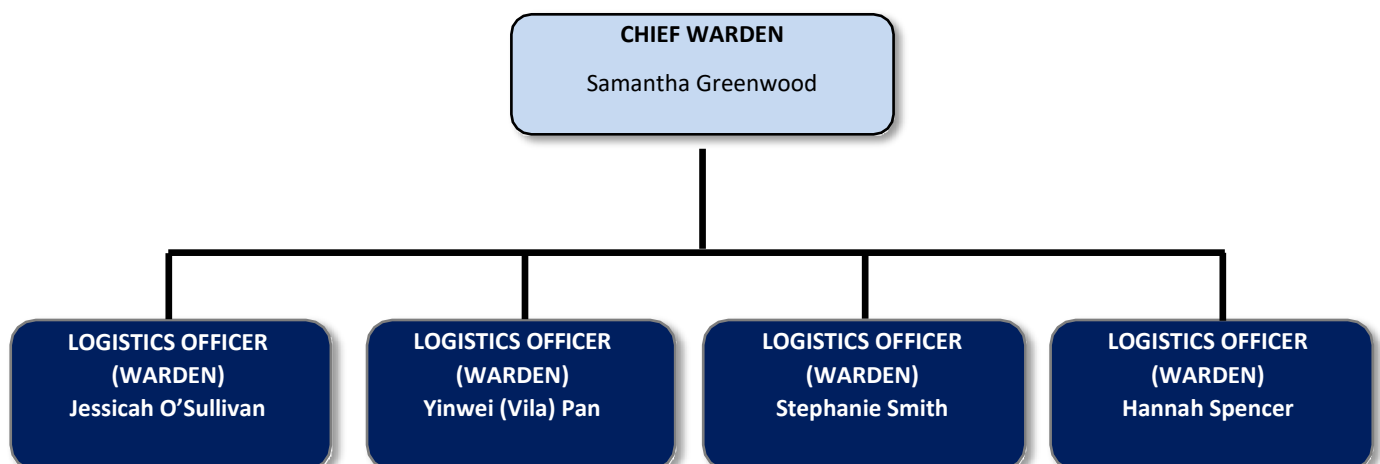 CHIEF WARDEN
Samantha Greenwood
LOGISTICS OFFICER
(WARDEN)
Jessicah O’Sullivan
LOGISTICS OFFICER
(WARDEN)
Yinwei (Vila) Pan
LOGISTICS OFFICER
(WARDEN)
Stephanie Smith
LOGISTICS OFFICER
(WARDEN)
Hannah Spencer